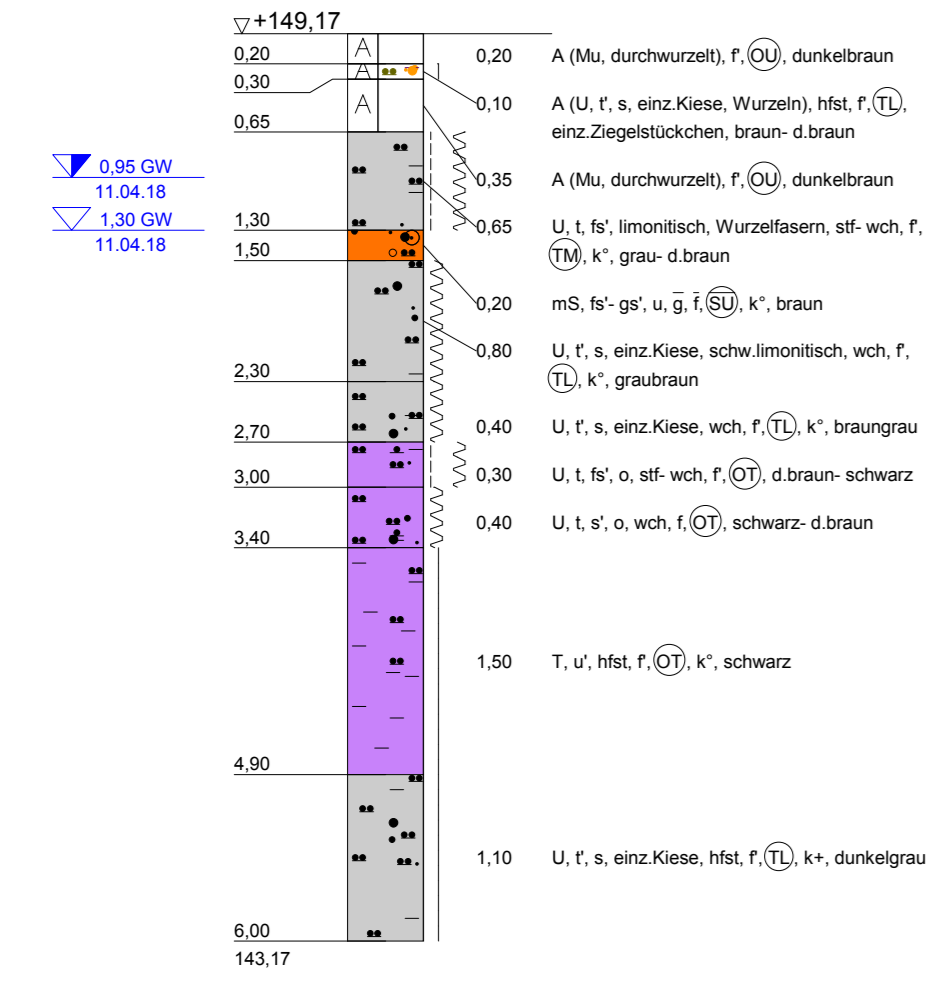 +149,17
0,20
0,30
0,65
1,30
1,50
2,30
2,70
3,00
3,40
4,90
6,00
143,17
0,95 GW
11.04.18
1,30 GW
11.04.18
A
A
A
0,20 A (Mu, durchwurzelt), f', OU, dunkelbraun
0,10 A (U, t', s, einz.Kiese, Wurzeln), hfst, f', TL,
einz.Ziegelstückchen, braun- d.braun
0,35 A (Mu, durchwurzelt), f', OU, dunkelbraun
0,65 U, t, fs', limonitisch, Wurzelfasern, stf- wch, f',
TM, k°, grau- d.braun
0,20 mS, fs'- gs', u, g̅, f̅, S̅U̅, k°, braun
0,80 U, t', s, einz.Kiese, schw.limonitisch, wch, f',
TL, k°, graubraun
0,40 U, t', s, einz.Kiese, wch, f', TL, k°, braungrau
0,30 U, t, fs', o, stf- wch, f', OT, d.braun- schwarz
0,40 U, t, s', o, wch, f, OT, schwarz- d.braun
1,50 T, u', hfst, f', OT, k°, schwarz
1,10 U, t', s, einz.Kiese, hfst, f', TL, k+, dunkelgrau